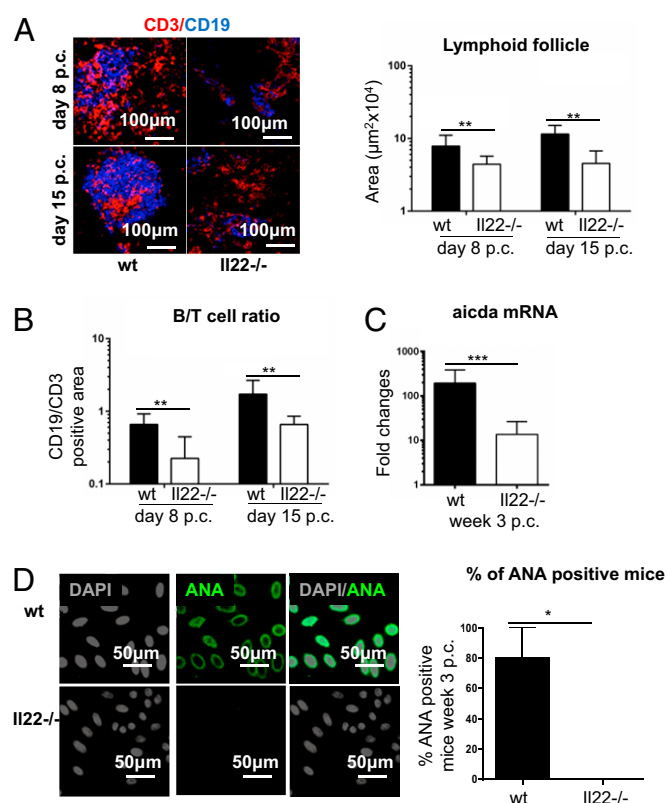 A
CD3/CD19
day 8 p.c.
100µm
100µm
day 15 p.c.
100µm
100µm
wt
Il22-/-
Lymphoid follicle
Area (µm²x10⁴)
100
10
1
**
**
wt Il22-/-
wt Il22-/-
day 8 p.c.
day 15 p.c.
B
B/T cell ratio
CD19/CD3
positive area
10
1
0.1
**
**
wt Il22-/-
wt Il22-/-
day 8 p.c.
day 15 p.c.
C
aicda mRNA
Fold changes
1000
100
10
1
***
wt
Il22-/-
week 3 p.c.
D
wt
DAPI
ANA
DAPI/ANA
50µm
50µm
50µm
Il22-/-
50µm
50µm
50µm
% of ANA positive mice
% ANA positive
mice week 3 p.c.
100
80
60
40
20
0
*
wt
Il22-/-